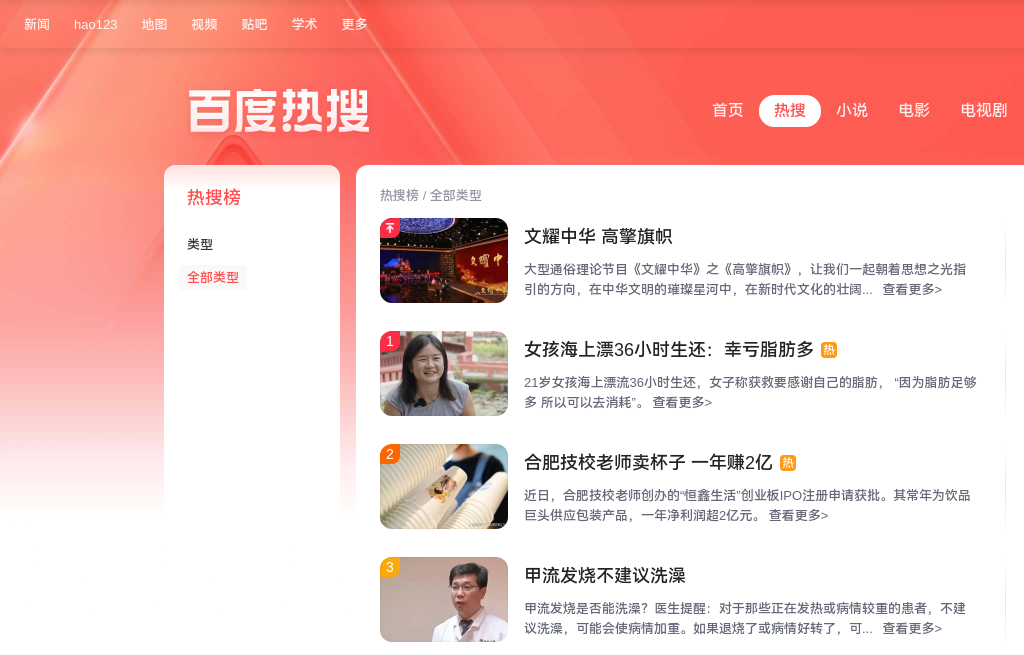 新闻 hao123 地图 视频 贴吧 学术 更多
百度热搜
首页 热搜 小说 电影 电视剧
热搜榜
类型
全部类型
热搜榜 / 全部类型
文耀中华 高擎旗帜
大型通俗理论节目《文耀中华》之《高擎旗帜》，让我们一起朝着思想之光指
引的方向，在中华文明的璀璨星河中，在新时代文化的壮阔... 查看更多>
文耀中
1
女孩海上漂36小时生还：幸亏脂肪多 热
21岁女孩海上漂流36小时生还，女子称获救要感谢自己的脂肪， “因为脂肪足够
多 所以可以去消耗”。 查看更多>
2
合肥技校老师卖杯子 一年赚2亿 热
近日，合肥技校老师创办的“恒鑫生活”创业板IPO注册申请获批。其常年为饮品
巨头供应包装产品，一年净利润超2亿元。 查看更多>
3
甲流发烧不建议洗澡
甲流发烧是否能洗澡？医生提醒：对于那些正在发热或病情较重的患者，不建
议洗澡，可能会使病情加重。如果退烧了或病情好转了，可... 查看更多>